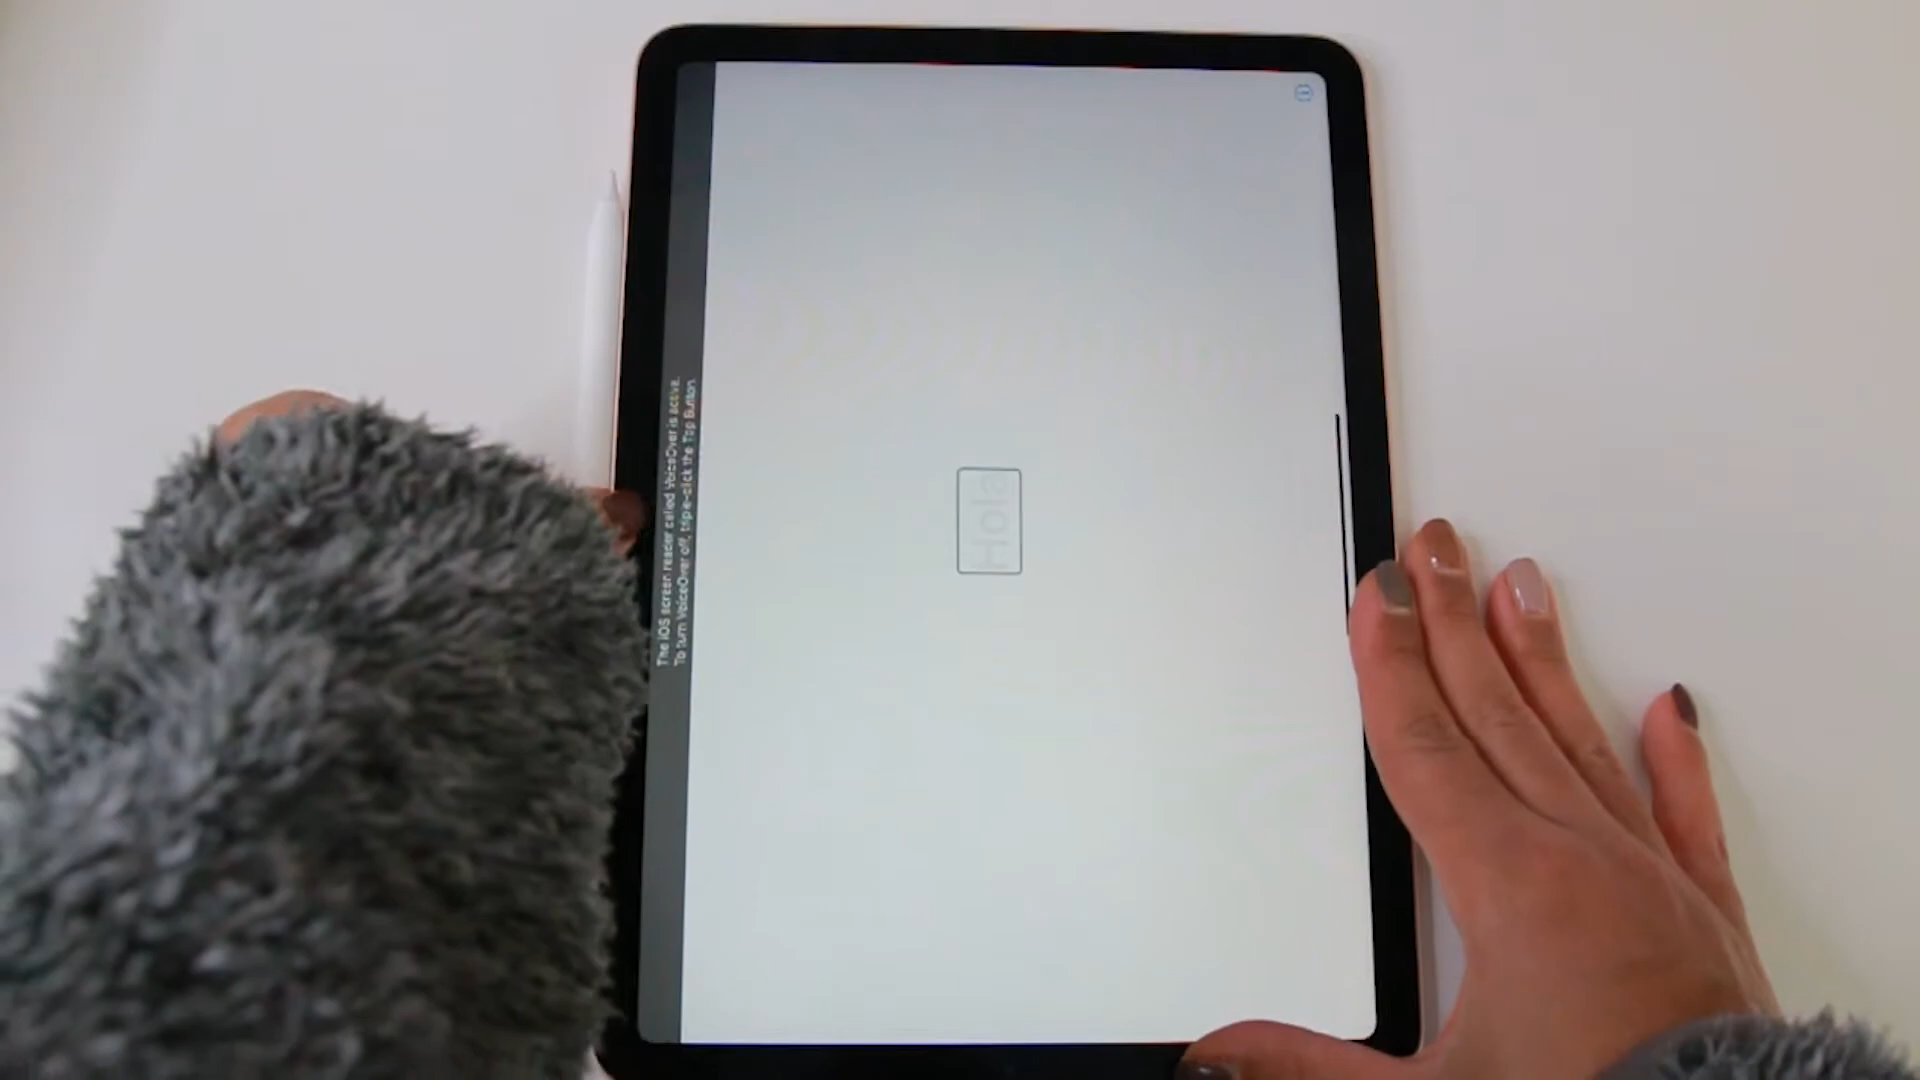 The iOS screen reader called VoiceOver is active.
To turn VoiceOver off, triple-click the Top Button.
Hola